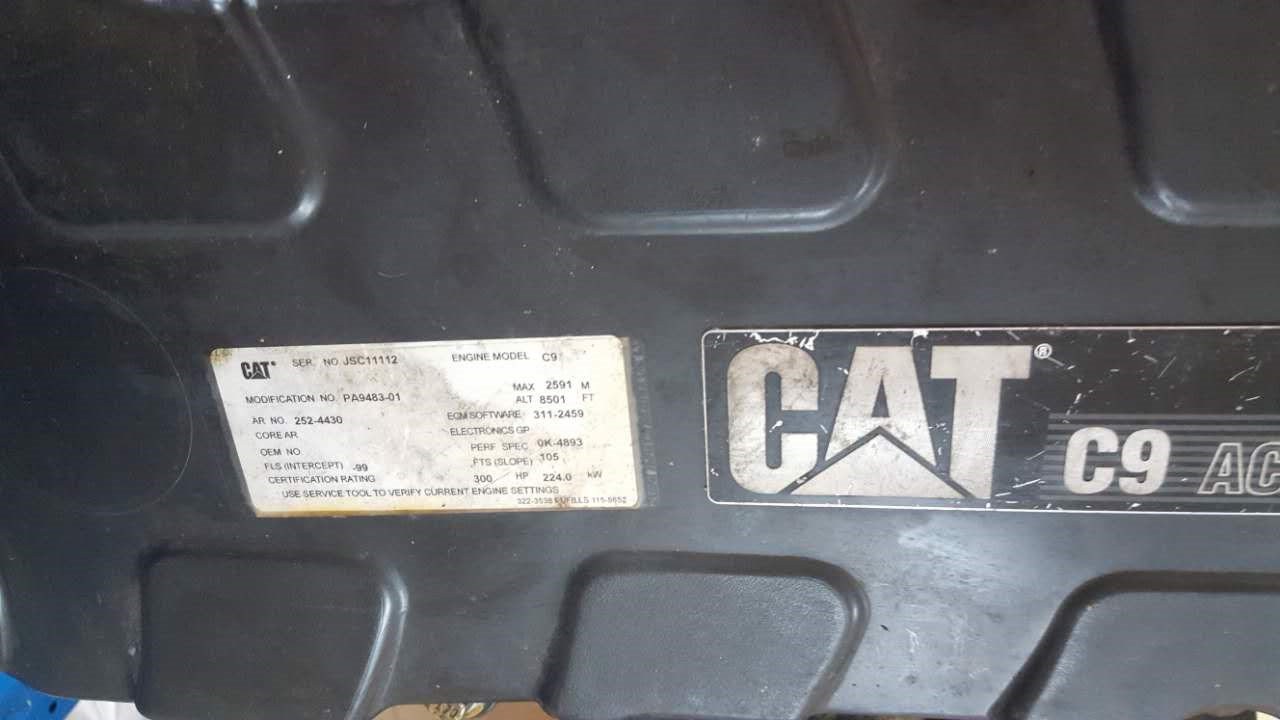 CAT® SER. NO. JSC11112 ENGINE MODEL C9
MAX 2591 M
MODIFICATION NO. PA9483-01 ALT 8501 FT
AR NO. 252-4430 ECM SOFTWARE 311-2459
CORE AR ELECTRONICS GP
OEM NO PERF SPEC 0K-4893
FLS (INTERCEPT) -99 FTS (SLOPE) 105
CERTIFICATION RATING 300 HP 224.0 kW
USE SERVICE TOOL TO VERIFY CURRENT ENGINE SETTINGS
CAT®
C9 AC